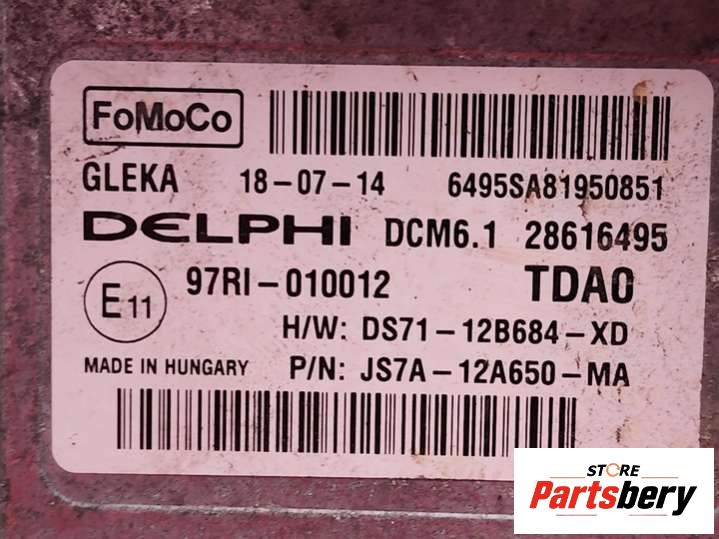 FoMoCo
GLEKA 18-07-14 6495SA81950851
DELPHI DCM6.1 28616495
E11 97RI-010012 TDA0
H/W: DS71-12B684-XD
MADE IN HUNGARY P/N: JS7A-12A650-MA
STORE
Partsbery